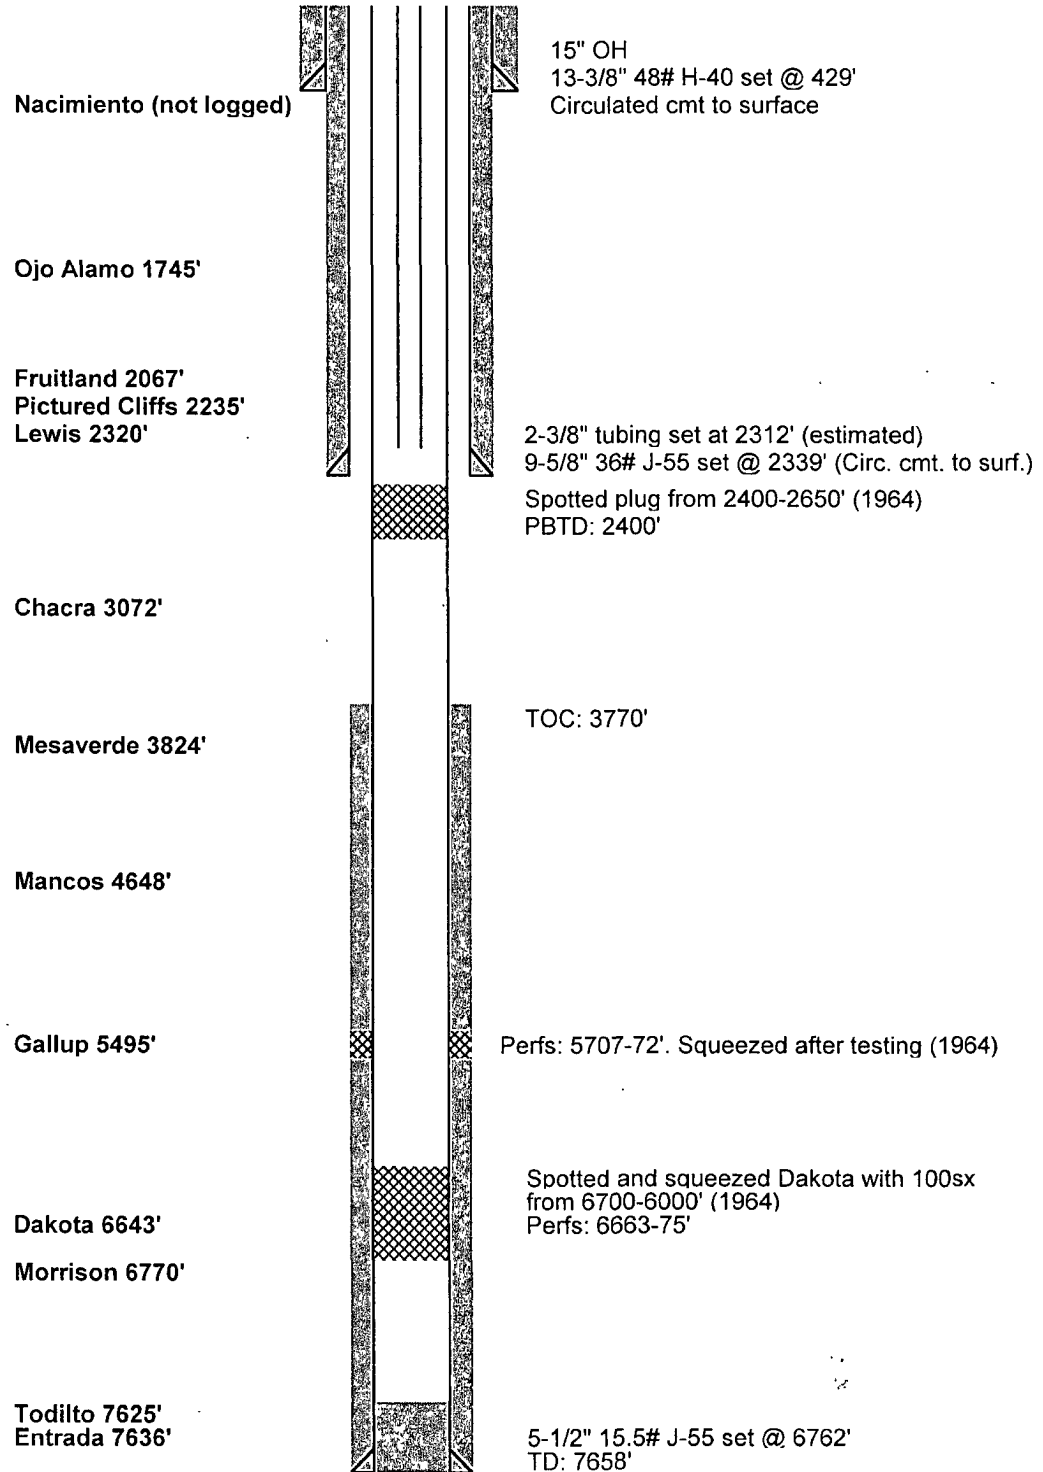 15" OH
13-3/8" 48# H-40 set @ 429'
Nacimiento (not logged)
Circulated cmt to surface
Ojo Alamo 1745'
Fruitland 2067'
Pictured Cliffs 2235'
Lewis 2320'
2-3/8" tubing set at 2312' (estimated)
9-5/8" 36# J-55 set @ 2339' (Circ. cmt. to surf.)
Spotted plug from 2400-2650' (1964)
PBTD: 2400'
Chacra 3072'
TOC: 3770'
Mesaverde 3824'
Mancos 4648'
Gallup 5495'
Perfs: 5707-72'. Squeezed after testing (1964)
Spotted and squeezed Dakota with 100sx
from 6700-6000' (1964)
Dakota 6643'
Perfs: 6663-75'
Morrison 6770'
Todilto 7625'
Entrada 7636'
5-1/2" 15.5# J-55 set @ 6762'
TD: 7658'